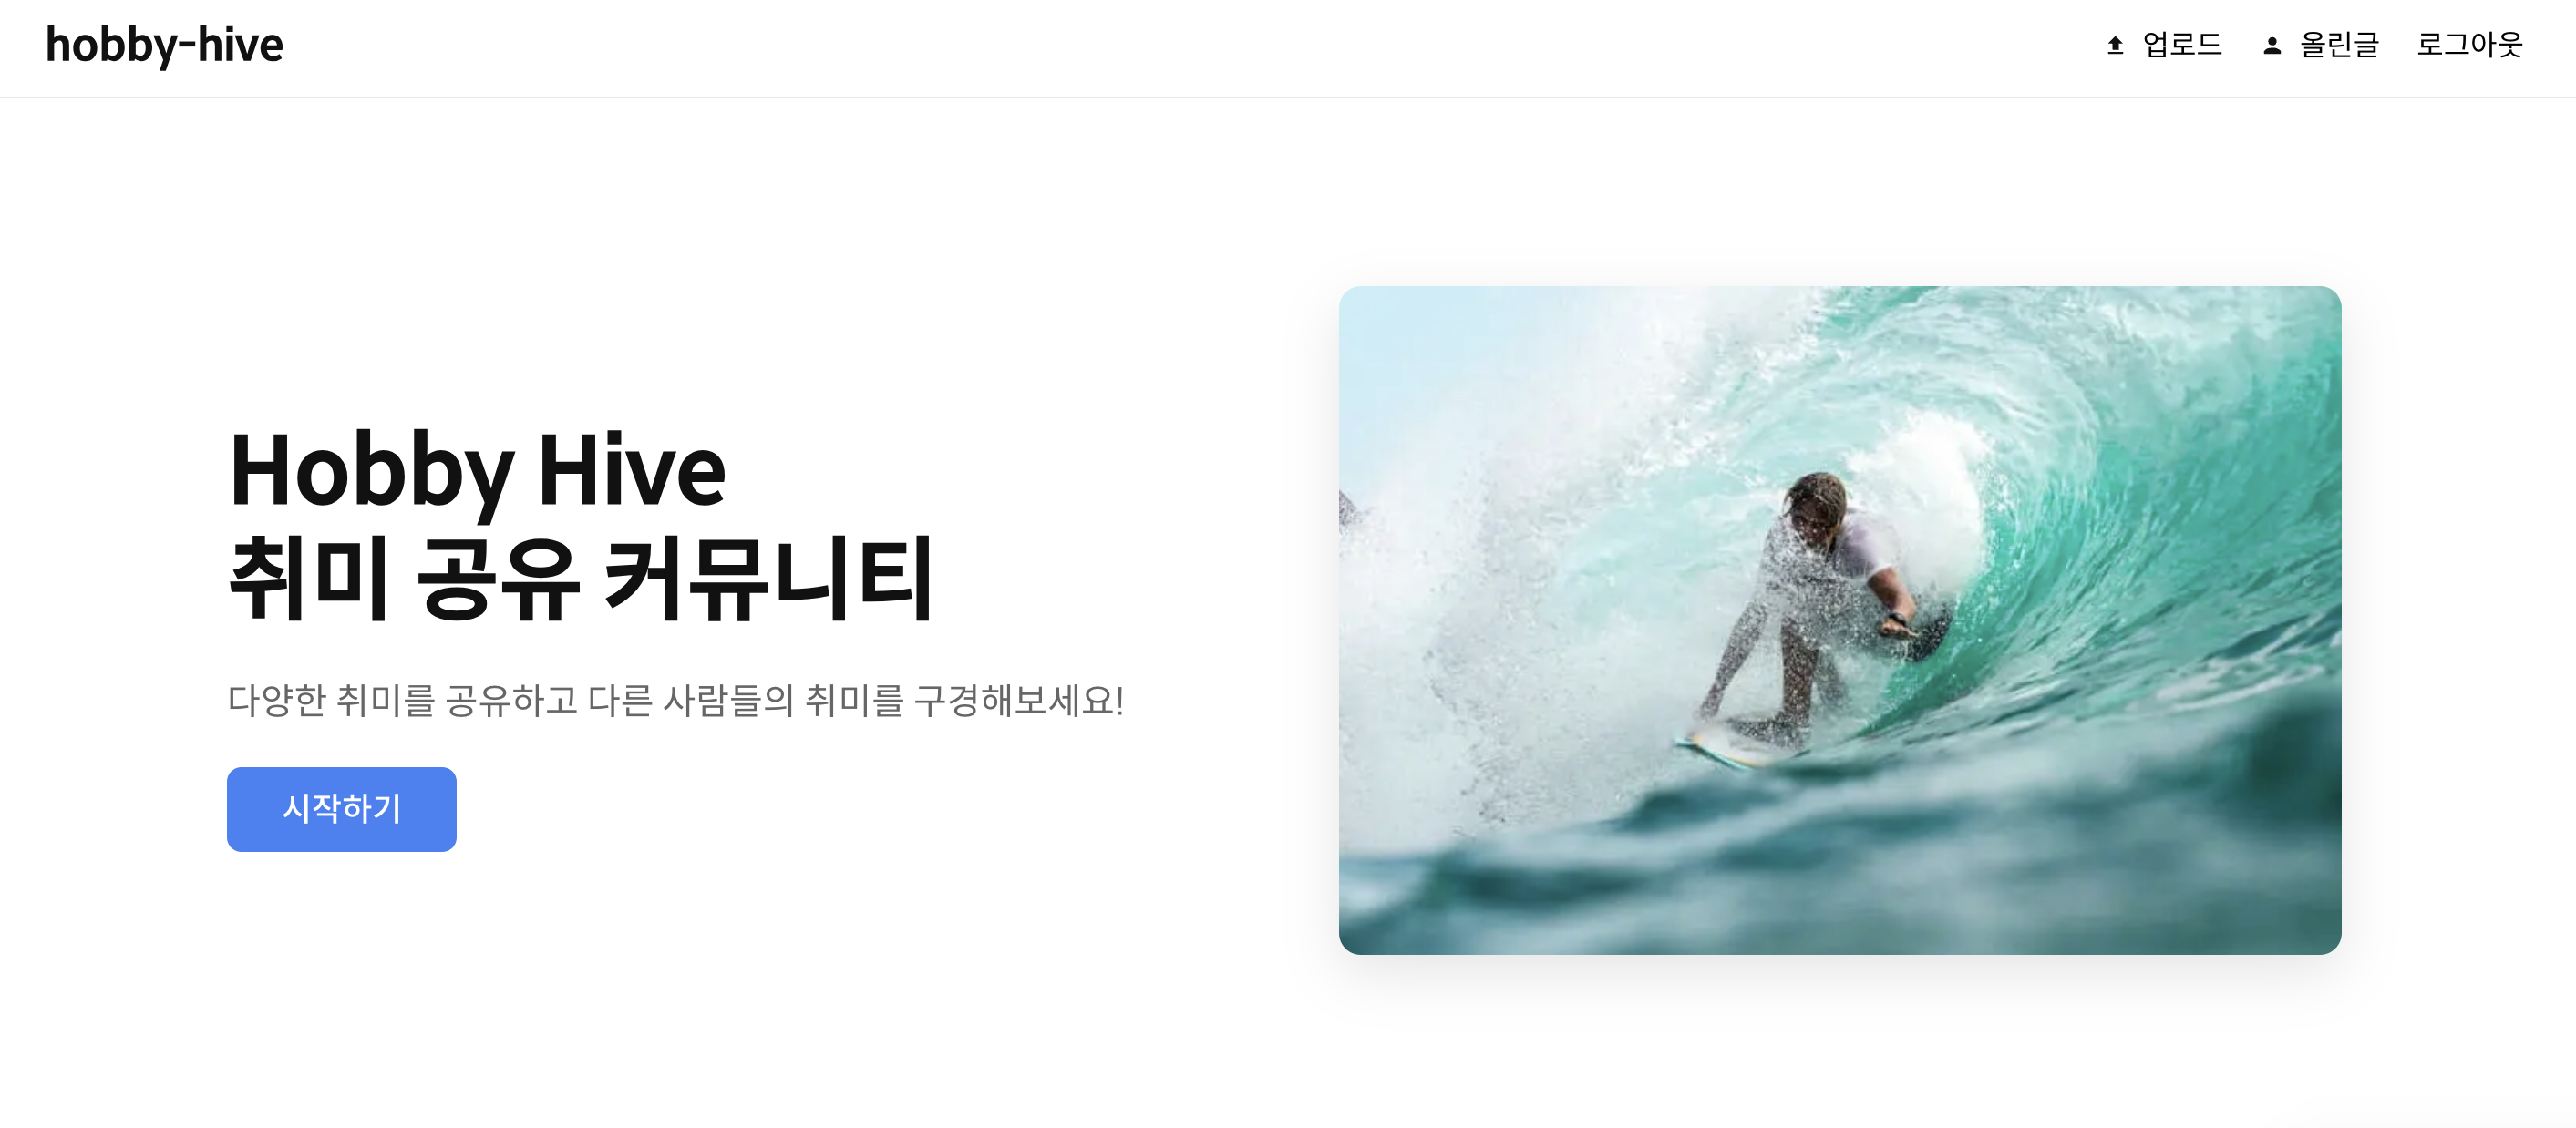 hobby-hive
업로드
올린글
로그아웃
Hobby Hive
취미 공유 커뮤니티
다양한 취미를 공유하고 다른 사람들의 취미를 구경해보세요!
시작하기